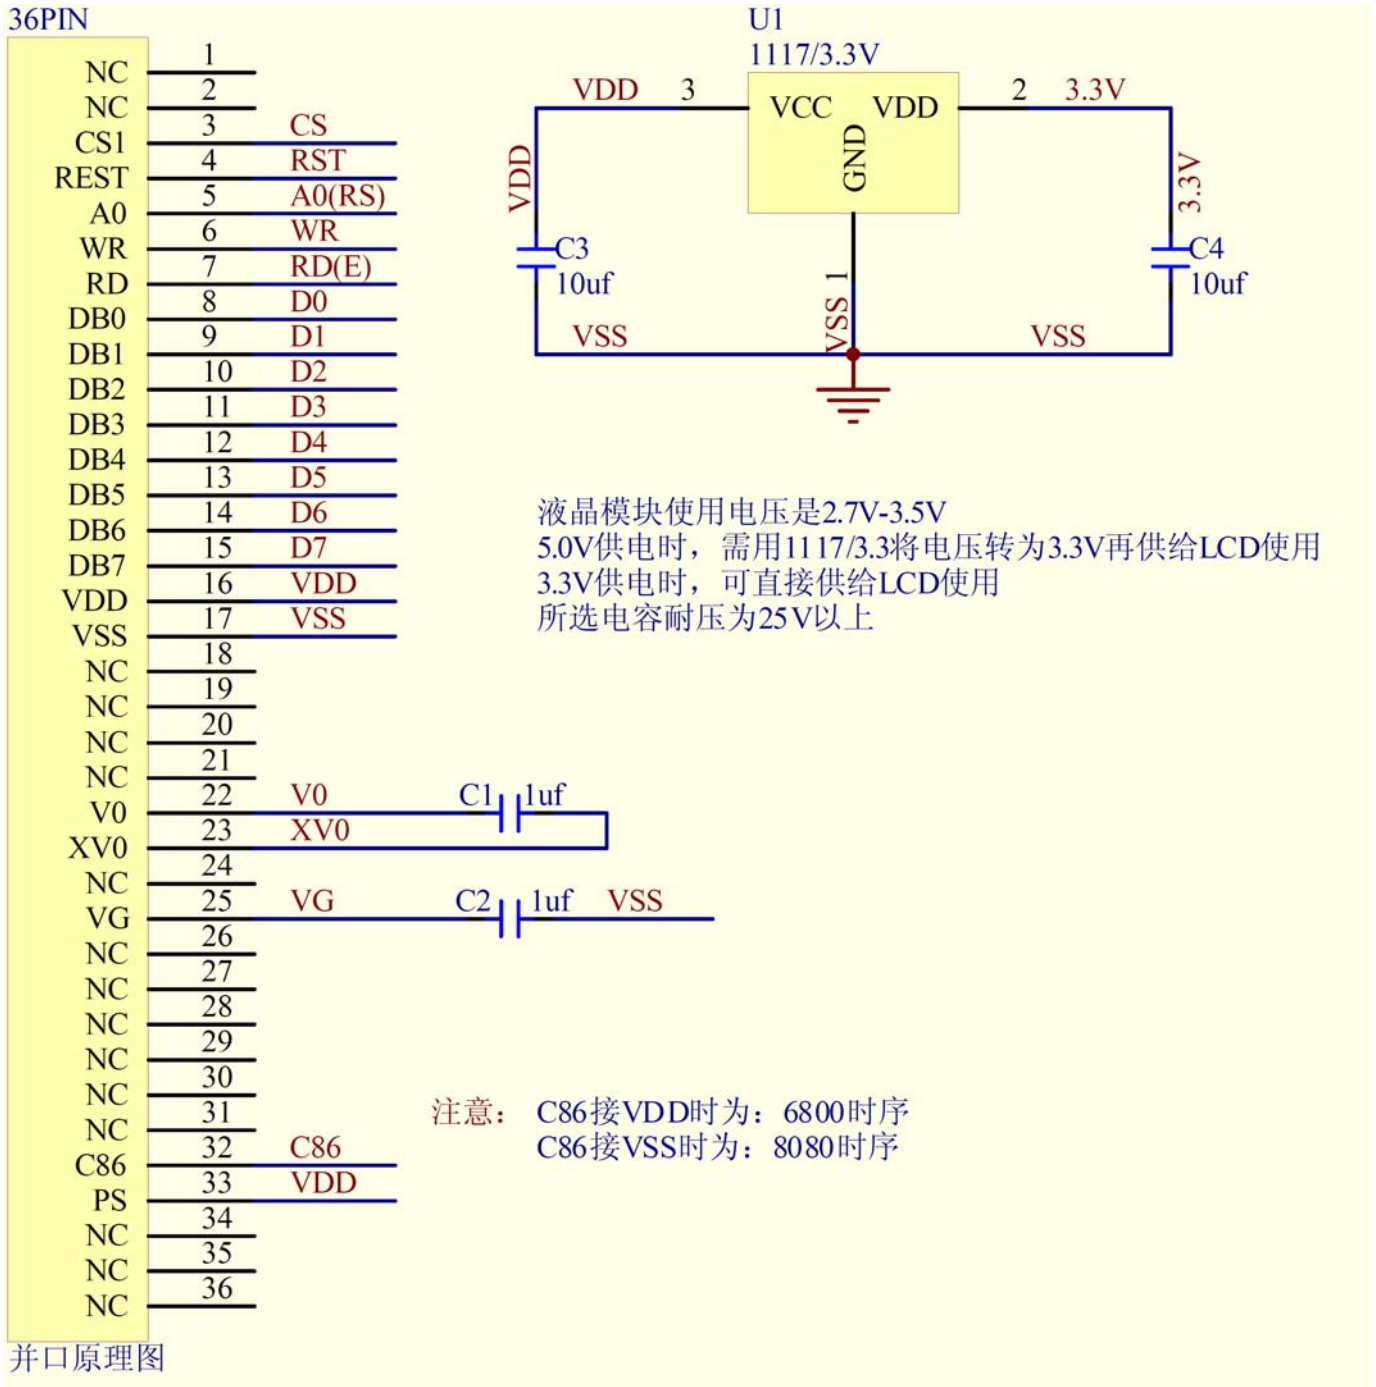 36PIN
NC 1
NC 2
CS1 3 CS
REST 4 RST
A0 5 A0(RS)
WR 6 WR
RD 7 RD(E)
DB0 8 D0
DB1 9 D1
DB2 10 D2
DB3 11 D3
DB4 12 D4
DB5 13 D5
DB6 14 D6
DB7 15 D7
VDD 16 VDD
VSS 17 VSS
NC 18
NC 19
NC 20
NC 21
V0 22 V0 C1 1uf
XV0 23 XV0
NC 24
VG 25 VG C2 1uf VSS
NC 26
NC 27
NC 28
NC 29
NC 30
NC 31
C86 32 C86
PS 33 VDD
NC 34
NC 35
NC 36
并口原理图
U1
1117/3.3V
VDD 3 VCC VDD 2 3.3V
GND
VDD
3.3V
C3
10uf
C4
10uf
1
VSS
VSS
VSS
液晶模块使用电压是2.7V-3.5V
5.0V供电时，需用1117/3.3将电压转为3.3V再供给LCD使用
3.3V供电时，可直接供给LCD使用
所选电容耐压为25V以上
注意： C86接VDD时为：6800时序
C86接VSS时为：8080时序